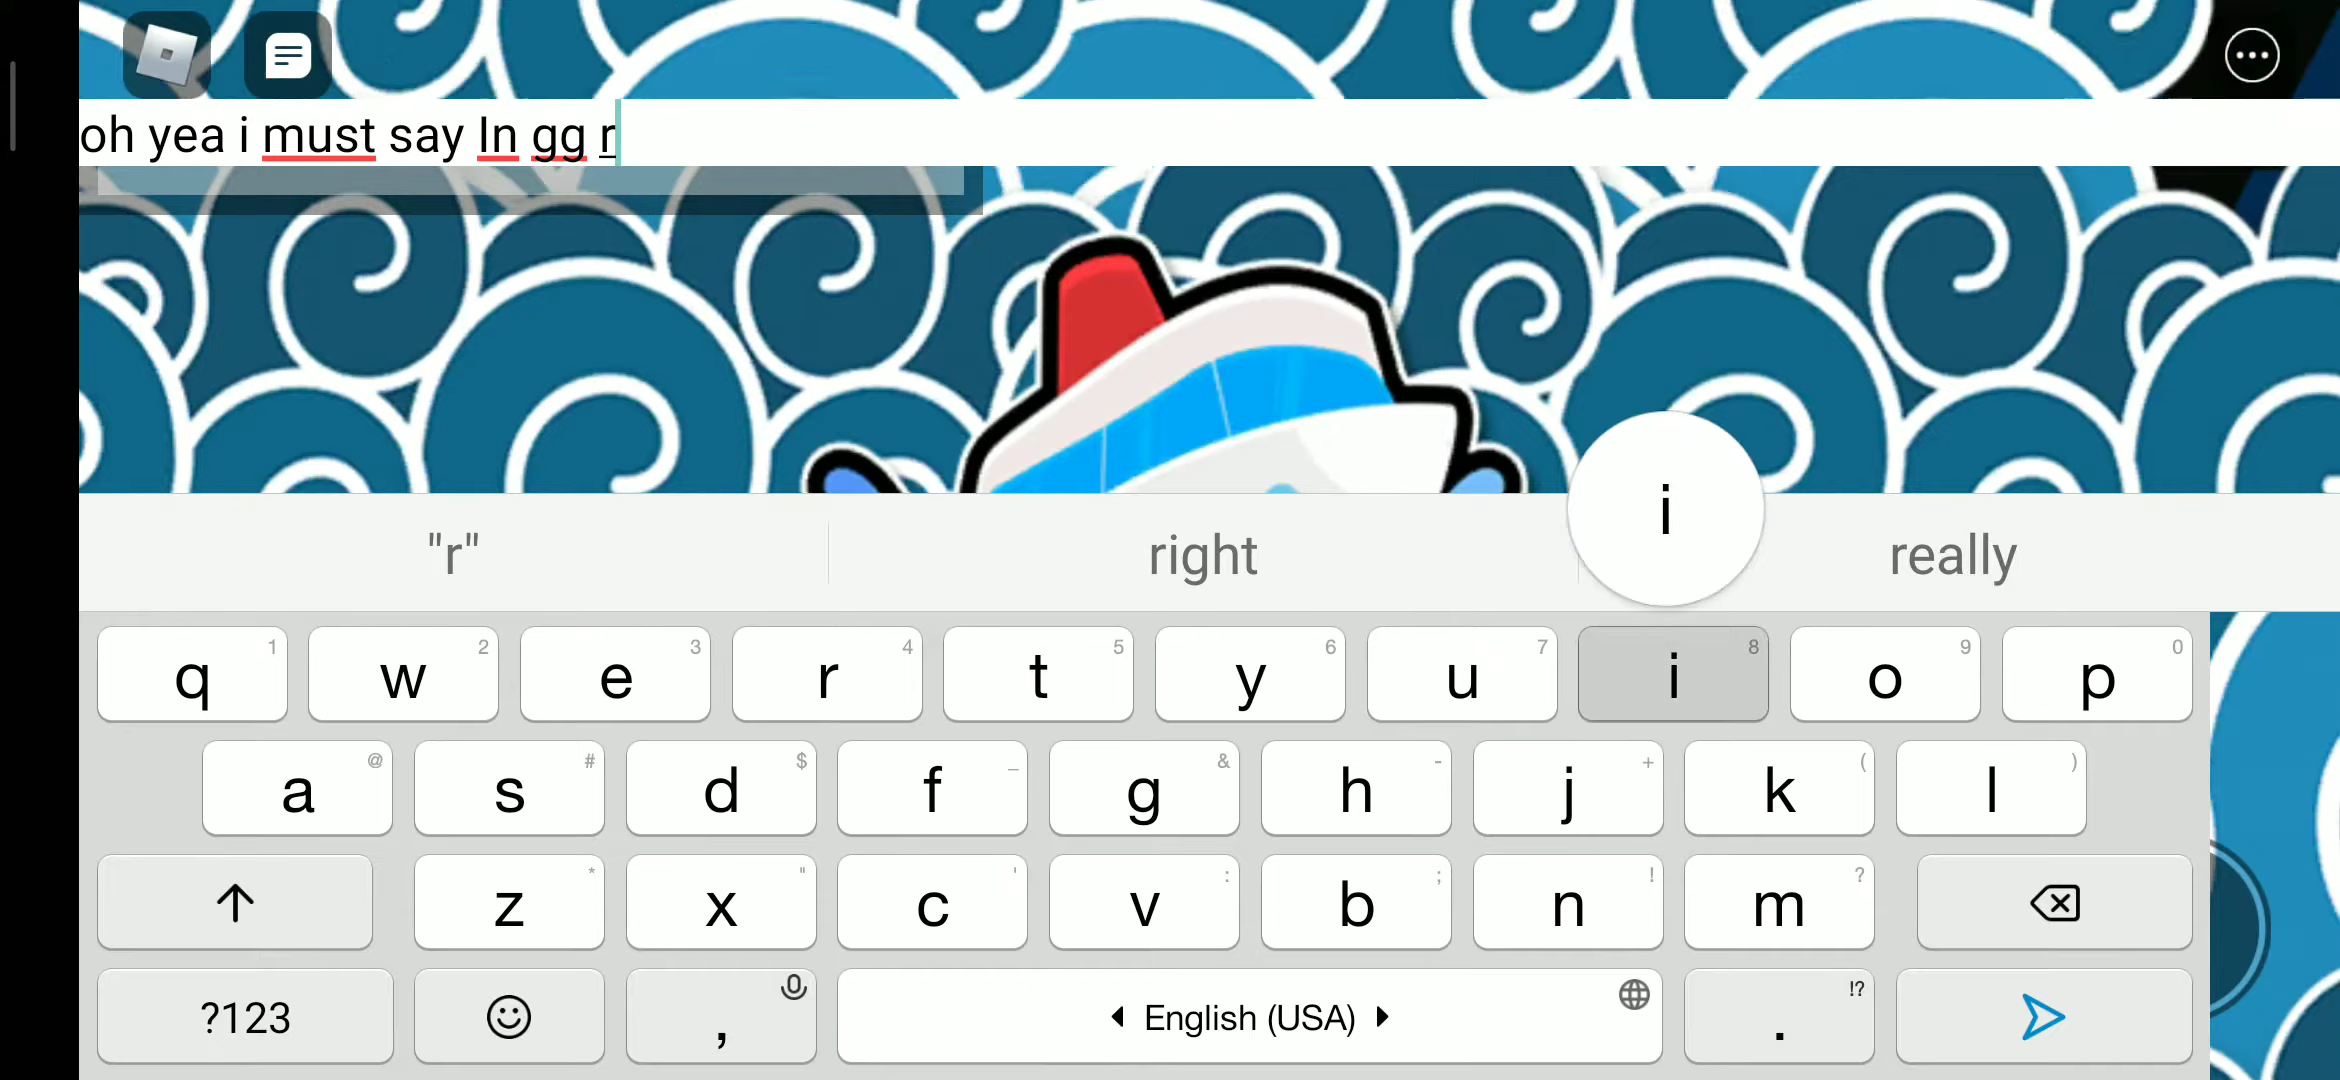 oh yea i must say In gg r
i
"r" right really
q 1 w 2 e 3 r 4 t 5 y 6 u 7 i 8 o 9 p 0
a @ s # d $ f _ g & h - j + k ( l )
z * x " c ' v : b ; n ! m ?
?123 , English (USA) . !?